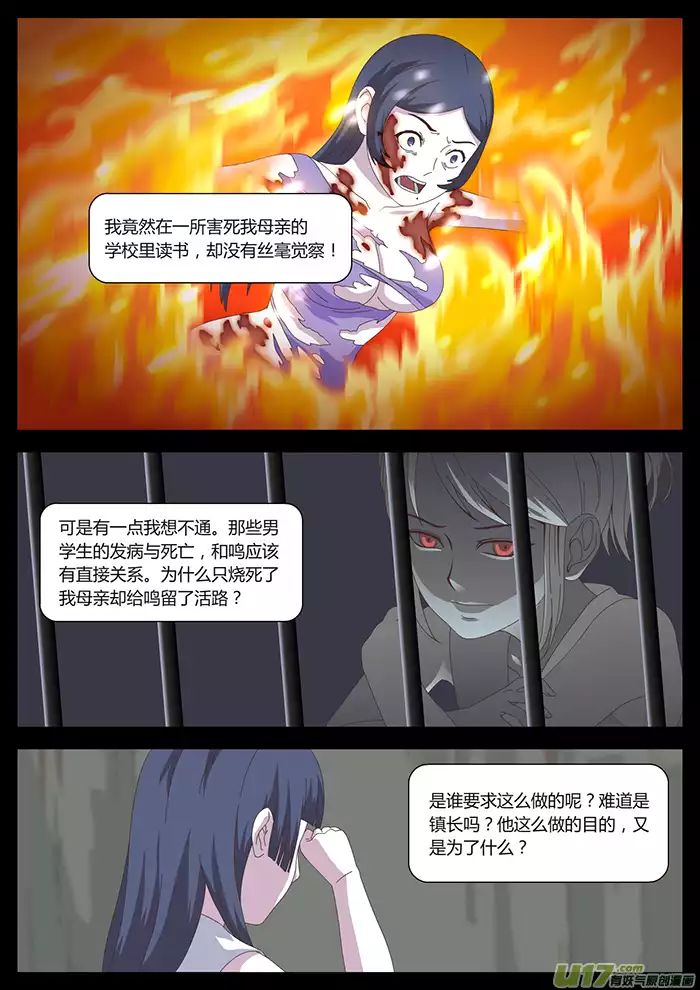 我竟然在一所害死我母亲的
学校里读书，却没有丝毫觉察！
可是有一点我想不通。那些男
学生的发病与死亡，和鸣应该
有直接关系。为什么只烧死了
我母亲却给鸣留了活路？
是谁要求这么做的呢？难道是
镇长吗？他这么做的目的，又
是为了什么？
U17.com
有妖气原创漫画